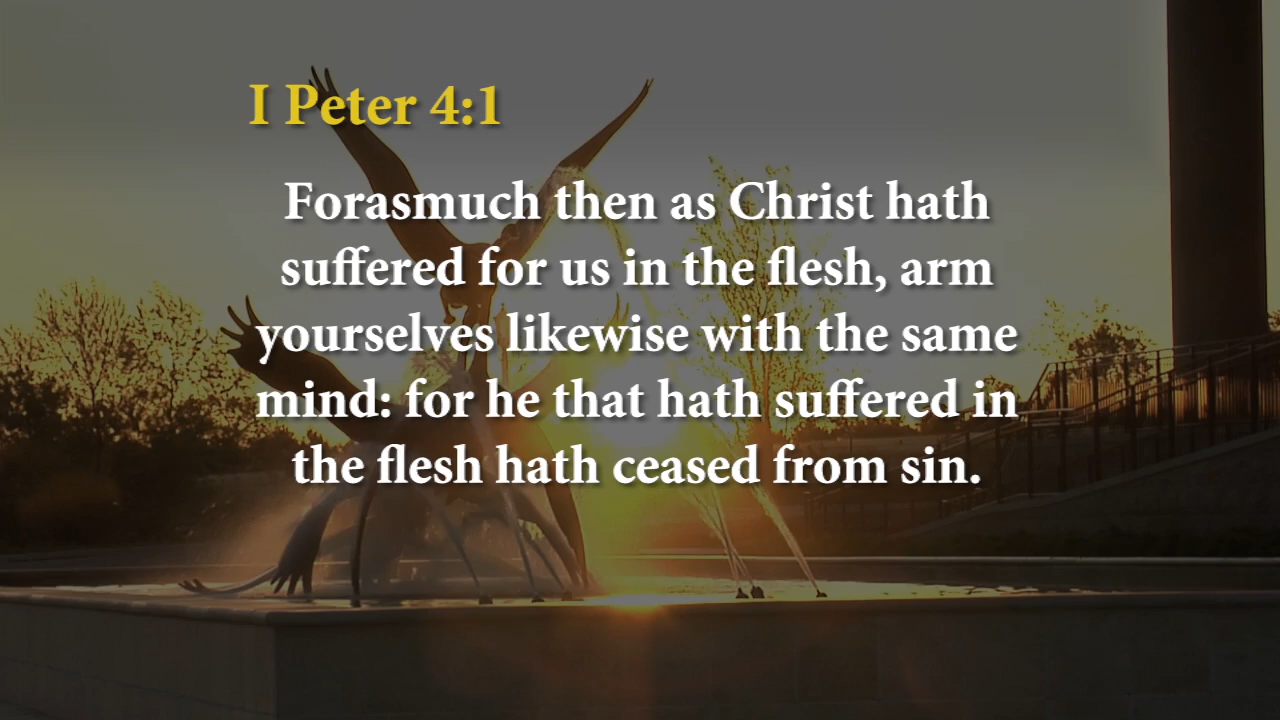 I Peter 4:1
Forasmuch then as Christ hath
suffered for us in the flesh, arm
yourselves likewise with the same
mind: for he that hath suffered in
the flesh hath ceased from sin.